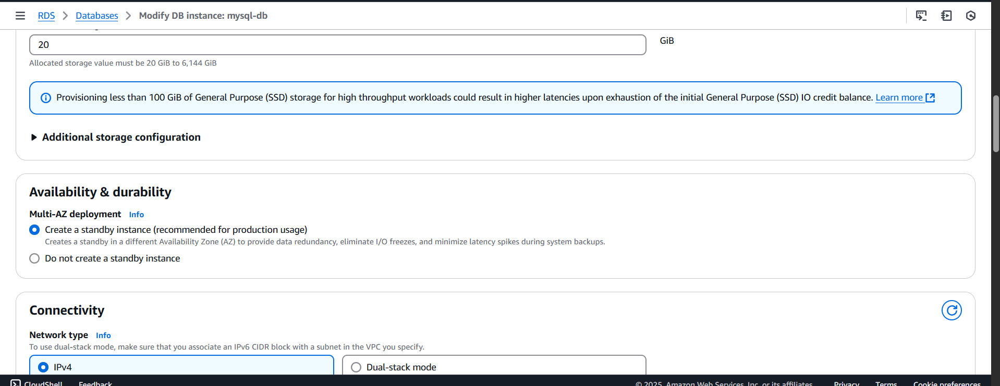 RDS > Databases > Modify DB instance: mysql-db
20
GiB
Allocated storage value must be 20 GiB to 6,144 GiB
Provisioning less than 100 GiB of General Purpose (SSD) storage for high throughput workloads could result in higher latencies upon exhaustion of the initial General Purpose (SSD) IO credit balance. Learn more
Additional storage configuration
Availability & durability
Multi-AZ deployment Info
Create a standby instance (recommended for production usage)
Creates a standby in a different Availability Zone (AZ) to provide data redundancy, eliminate I/O freezes, and minimize latency spikes during system backups.
Do not create a standby instance
Connectivity
Network type Info
To use dual-stack mode, make sure that you associate an IPv6 CIDR block with a subnet in the VPC you specify.
IPv4
Dual-stack mode
CloudShell Feedback © 2025, Amazon Web Services, Inc. or its affiliates. Privacy Terms Cookie preferences